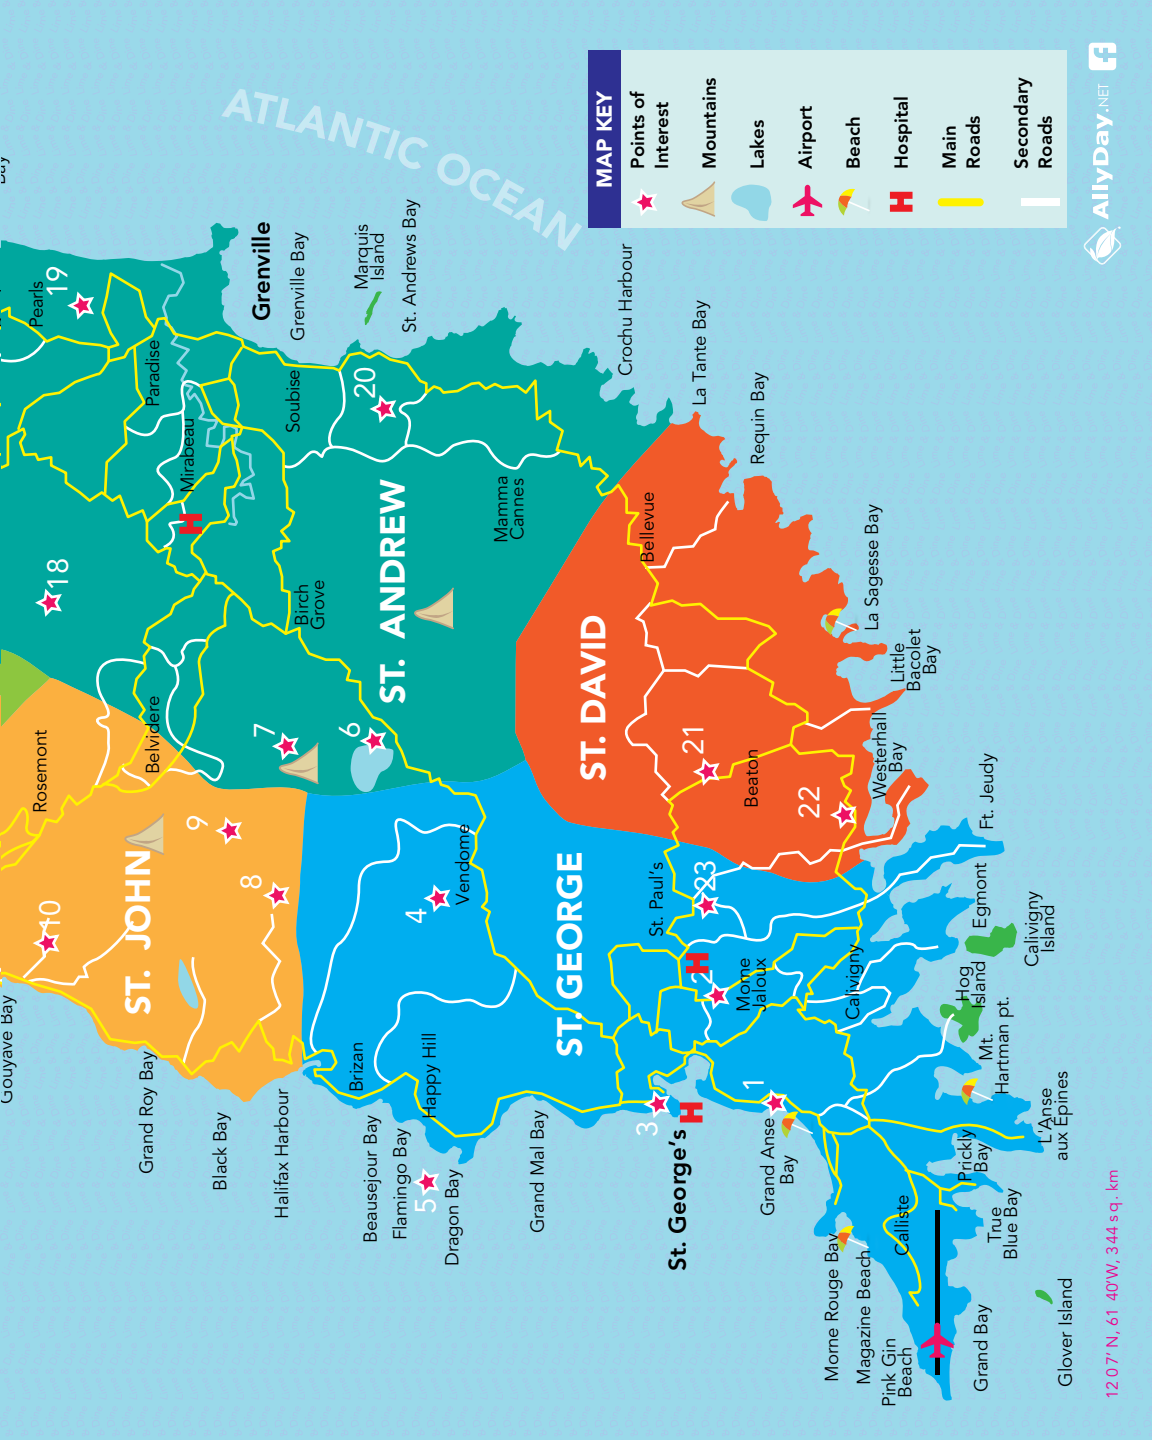 ATLANTIC OCEAN
MAP KEY
Points of
Interest
Mountains
Lakes
Airport
Beach
Hospital
Main
Roads
Secondary
Roads
AllyDay.NET
f
Pearls
19
Paradise
Mirabeau
18
Grenville
Grenville Bay
Marquis
Island
St. Andrews Bay
Soubise
20
Crochu Harbour
La Tante Bay
Requin Bay
Mamma
Cannes
ST. ANDREW
Birch
Grove
Bellevue
La Sagesse Bay
Little
Bacolet
Bay
ST. DAVID
Rosemont
Belvidere
7
6
21
Beaton
22
Westerhall
Bay
Ft. Jeudy
9
ST. JOHN
10
8
4
Vendome
ST. GEORGE
St. Paul's
23
2
Morne
Jaloux
Calivigny
Egmont
Calivigny
Island
Hog
Island
Mt.
Hartman pt.
Gouyave Bay
Grand Roy Bay
Black Bay
Halifax Harbour
Brizan
Happy Hill
Beausejour Bay
Flamingo Bay
5
Dragon Bay
Grand Mal Bay
3
St. George's
1
Grand Anse
Bay
L'Anse
aux Epines
Prickly
Bay
Calliste
True
Blue Bay
Morne Rouge Bay
Magazine Beach
Pink Gin
Beach
Grand Bay
Glover Island
12 0 7' N, 61 40'W, 344 sq. km